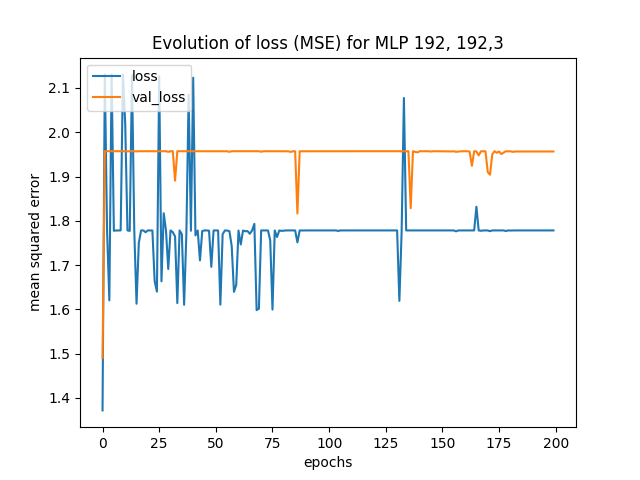 Evolution of loss (MSE) for MLP 192, 192,3
loss
val_loss
mean squared error
2.1
2.0
1.9
1.8
1.7
1.6
1.5
1.4
0 25 50 75 100 125 150 175 200
epochs